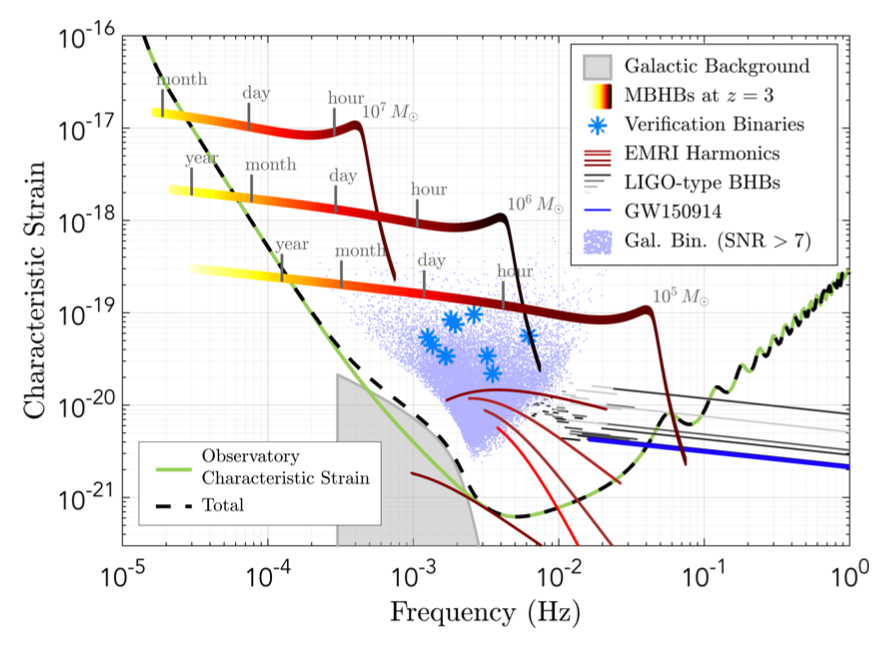 10^-16
10^-17
10^-18
10^-19
10^-20
10^-21
Characteristic Strain
month
day
hour
10^7 M_⊙
year
month
day
hour
10^6 M_⊙
year
month
day
hour
10^5 M_⊙
Galactic Background
MBHBs at z = 3
Verification Binaries
EMRI Harmonics
LIGO-type BHBs
GW150914
Gal. Bin. (SNR > 7)
Observatory
Characteristic Strain
Total
10^-5
10^-4
10^-3
10^-2
10^-1
10^0
Frequency (Hz)